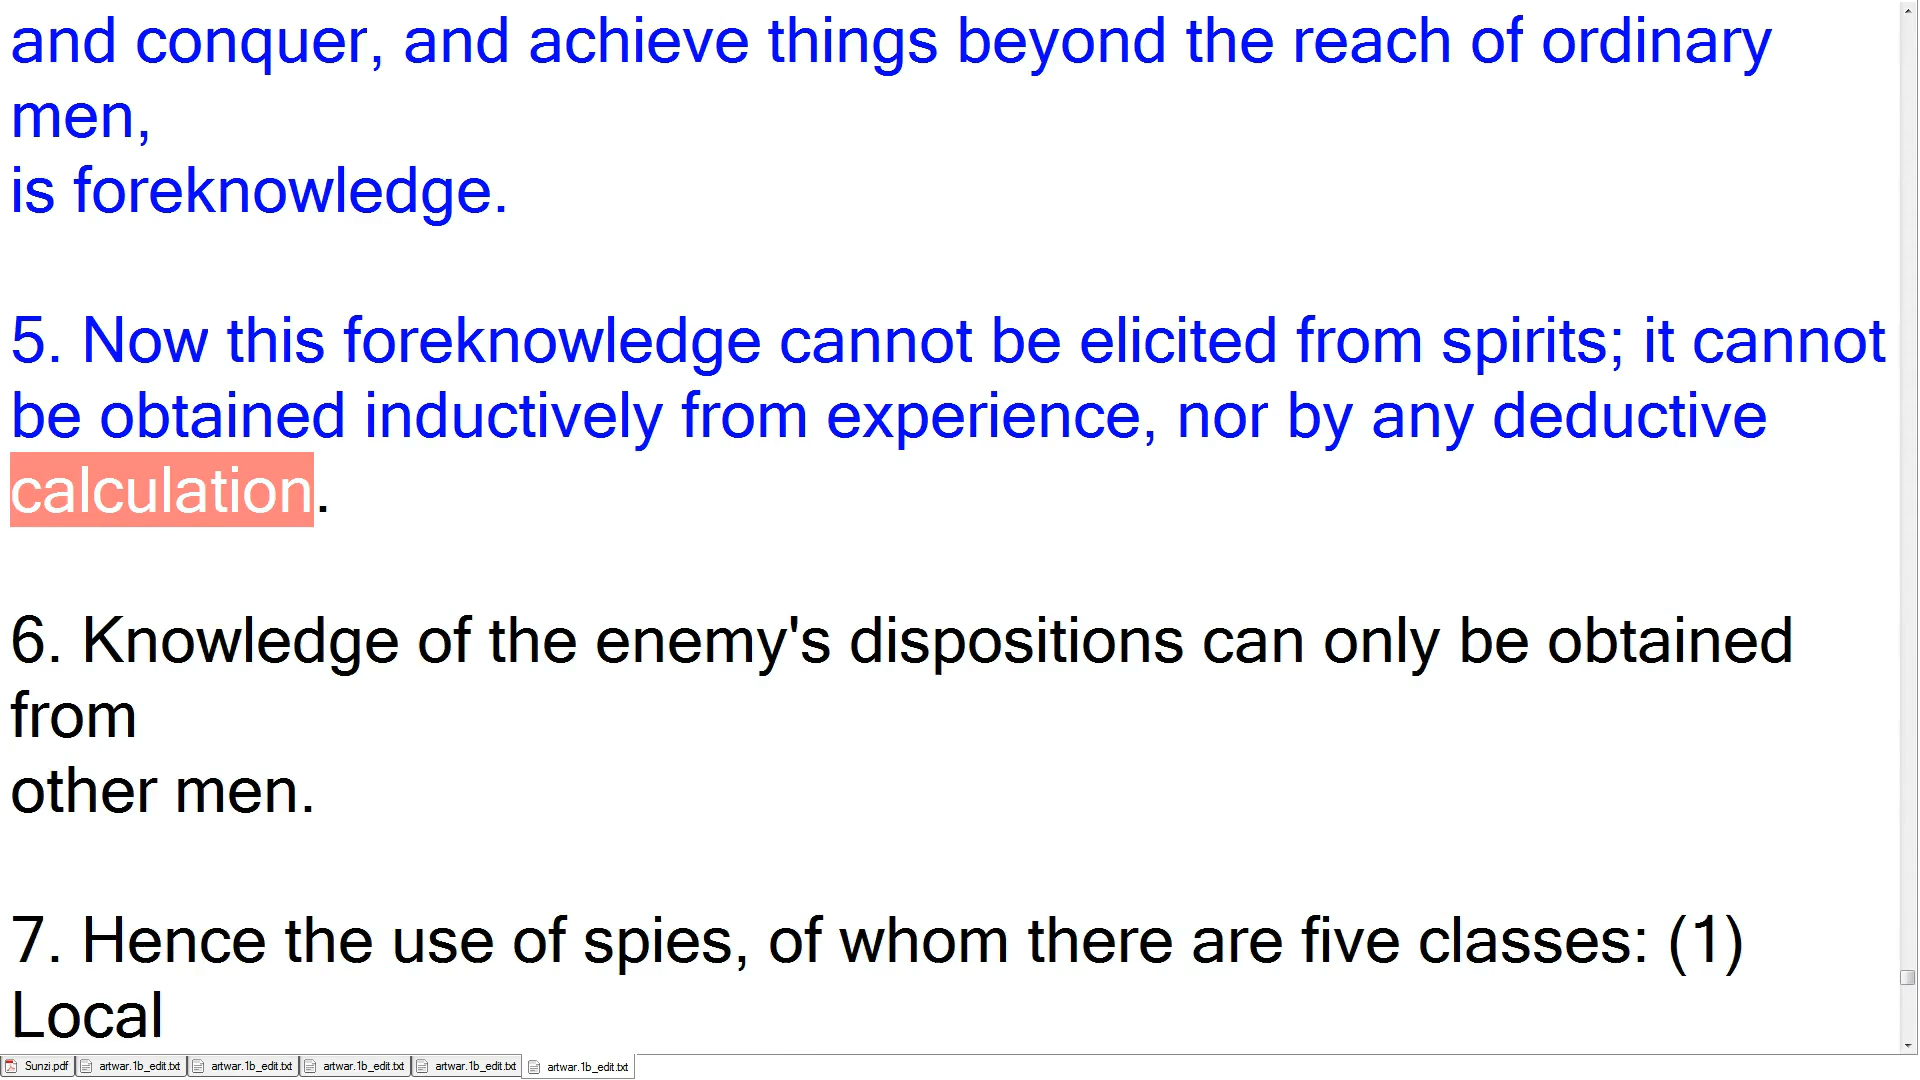 and conquer, and achieve things beyond the reach of ordinary
men,
is foreknowledge.
5. Now this foreknowledge cannot be elicited from spirits; it cannot
be obtained inductively from experience, nor by any deductive
calculation.
6. Knowledge of the enemy's dispositions can only be obtained
from
other men.
7. Hence the use of spies, of whom there are five classes: (1)
Local
Sunzi.pdf artwar.1b_edit.txt artwar.1b_edit.txt artwar.1b_edit.txt artwar.1b_edit.txt artwar.1b_edit.txt